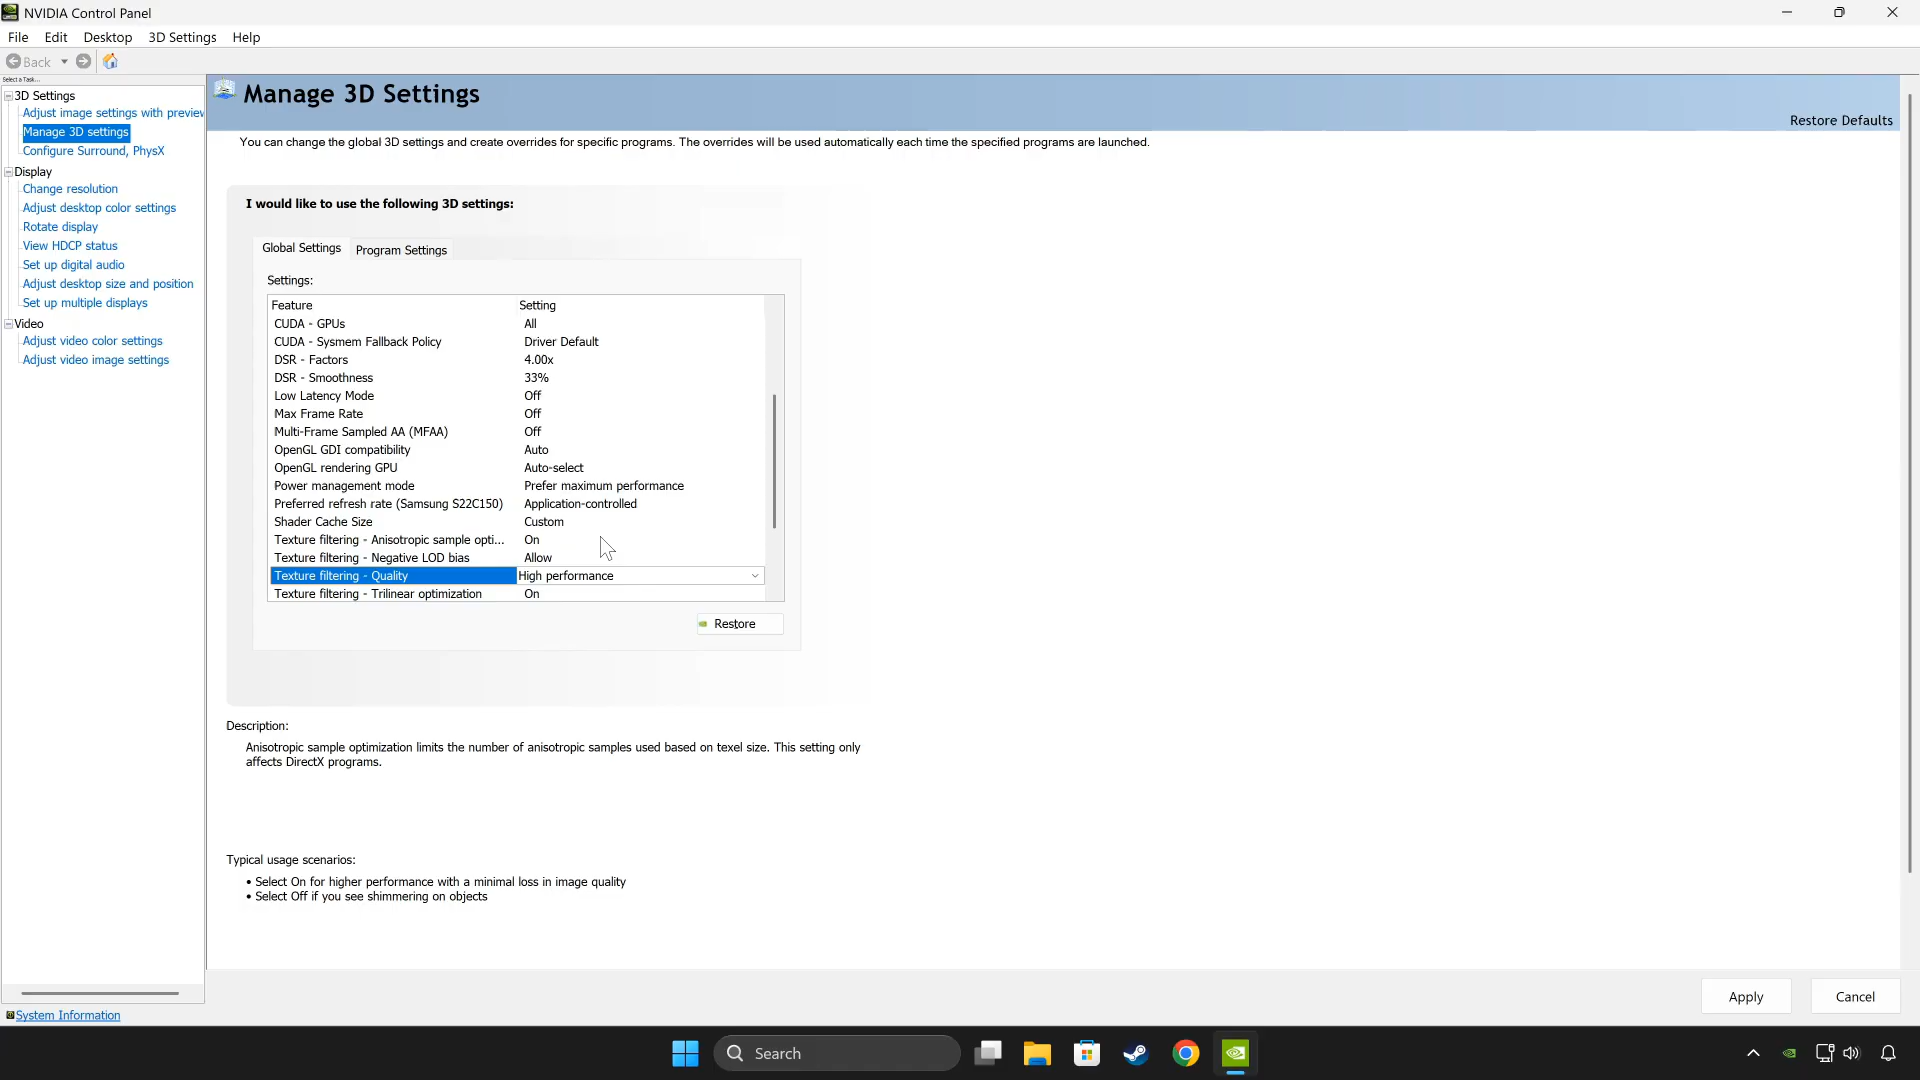 NVIDIA Control Panel
File Edit Desktop 3D Settings Help
Back
Select a Task...
3D Settings
Adjust image settings with preview
Manage 3D settings
Configure Surround, PhysX
Display
Change resolution
Adjust desktop color settings
Rotate display
View HDCP status
Set up digital audio
Adjust desktop size and position
Set up multiple displays
Video
Adjust video color settings
Adjust video image settings
System Information
Manage 3D Settings
Restore Defaults
You can change the global 3D settings and create overrides for specific programs. The overrides will be used automatically each time the specified programs are launched.
I would like to use the following 3D settings:
Global Settings Program Settings
Settings:
Feature Setting
CUDA - GPUs All
CUDA - Sysmem Fallback Policy Driver Default
DSR - Factors 4.00x
DSR - Smoothness 33%
Low Latency Mode Off
Max Frame Rate Off
Multi-Frame Sampled AA (MFAA) Off
OpenGL GDI compatibility Auto
OpenGL rendering GPU Auto-select
Power management mode Prefer maximum performance
Preferred refresh rate (Samsung S22C150) Application-controlled
Shader Cache Size Custom
Texture filtering - Anisotropic sample opti... On
Texture filtering - Negative LOD bias Allow
Texture filtering - Quality High performance
Texture filtering - Trilinear optimization On
Restore
Description:
Anisotropic sample optimization limits the number of anisotropic samples used based on texel size. This setting only
affects DirectX programs.
Typical usage scenarios:
• Select On for higher performance with a minimal loss in image quality
• Select Off if you see shimmering on objects
Apply Cancel
Search